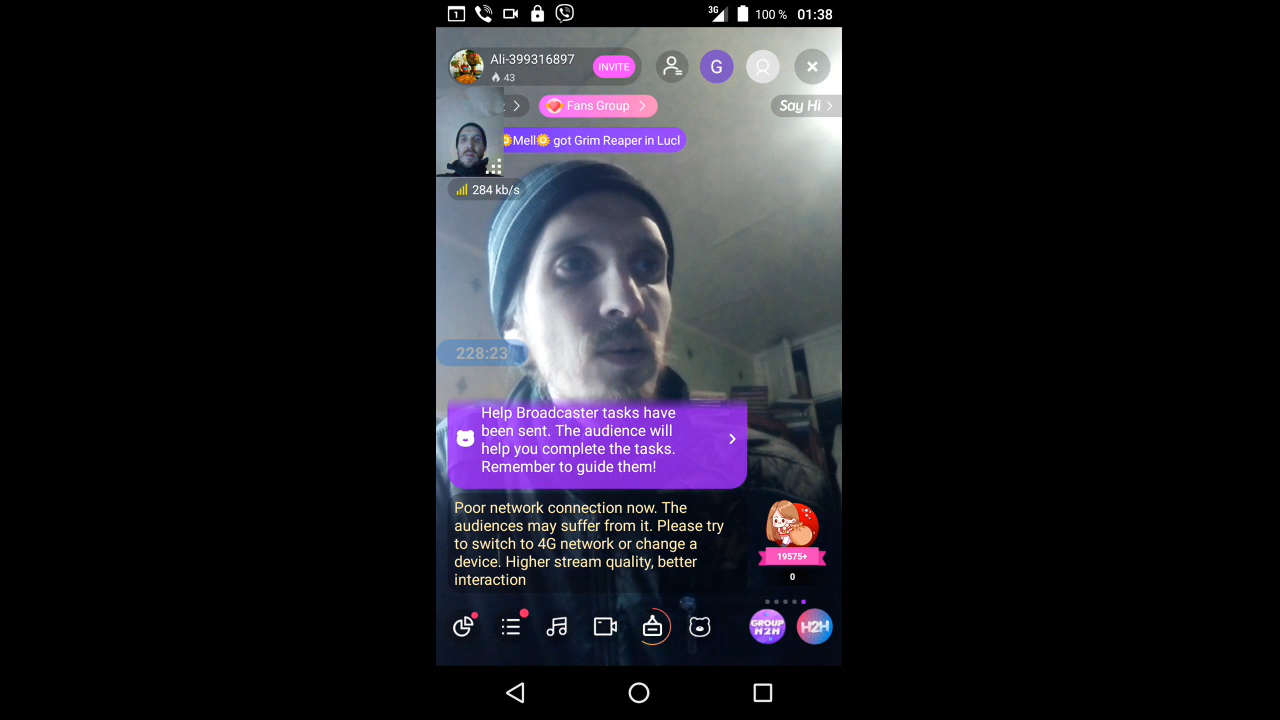 1
3G
100 %
01:38
Ali-399316897
INVITE
43
G
Fans Group
Say Hi
Mell got Grim Reaper in Lucl
284 kb/s
228:23
Help Broadcaster tasks have
been sent. The audience will
help you complete the tasks.
Remember to guide them!
Poor network connection now. The
audiences may suffer from it. Please try
to switch to 4G network or change a
device. Higher stream quality, better
interaction
19575+
0
GROUP
H2H
H2H